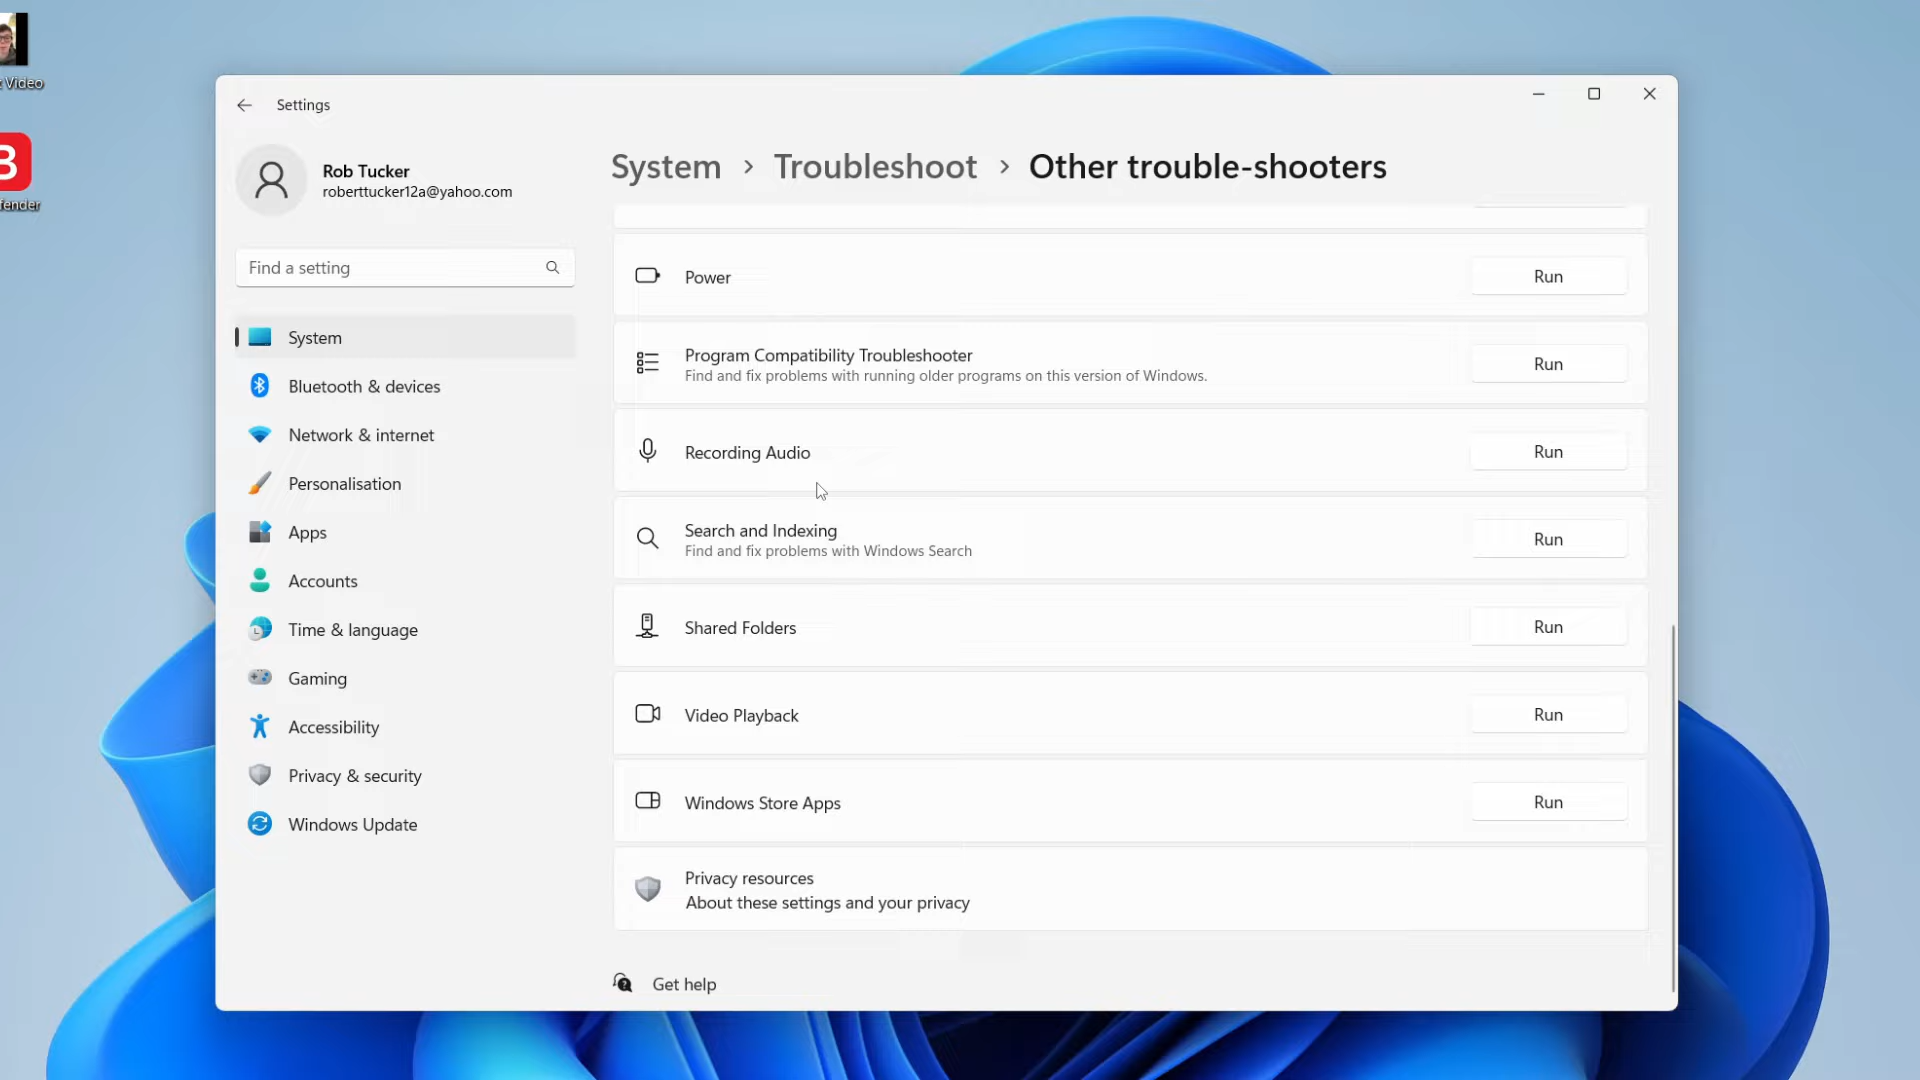 Video
B
fender
Settings
Rob Tucker
roberttucker12a@yahoo.com
Find a setting
System
Bluetooth & devices
Network & internet
Personalisation
Apps
Accounts
Time & language
Gaming
Accessibility
Privacy & security
Windows Update
System > Troubleshoot > Other trouble-shooters
Power
Run
Program Compatibility Troubleshooter
Find and fix problems with running older programs on this version of Windows.
Run
Recording Audio
Run
Search and Indexing
Find and fix problems with Windows Search
Run
Shared Folders
Run
Video Playback
Run
Windows Store Apps
Run
Privacy resources
About these settings and your privacy
Get help